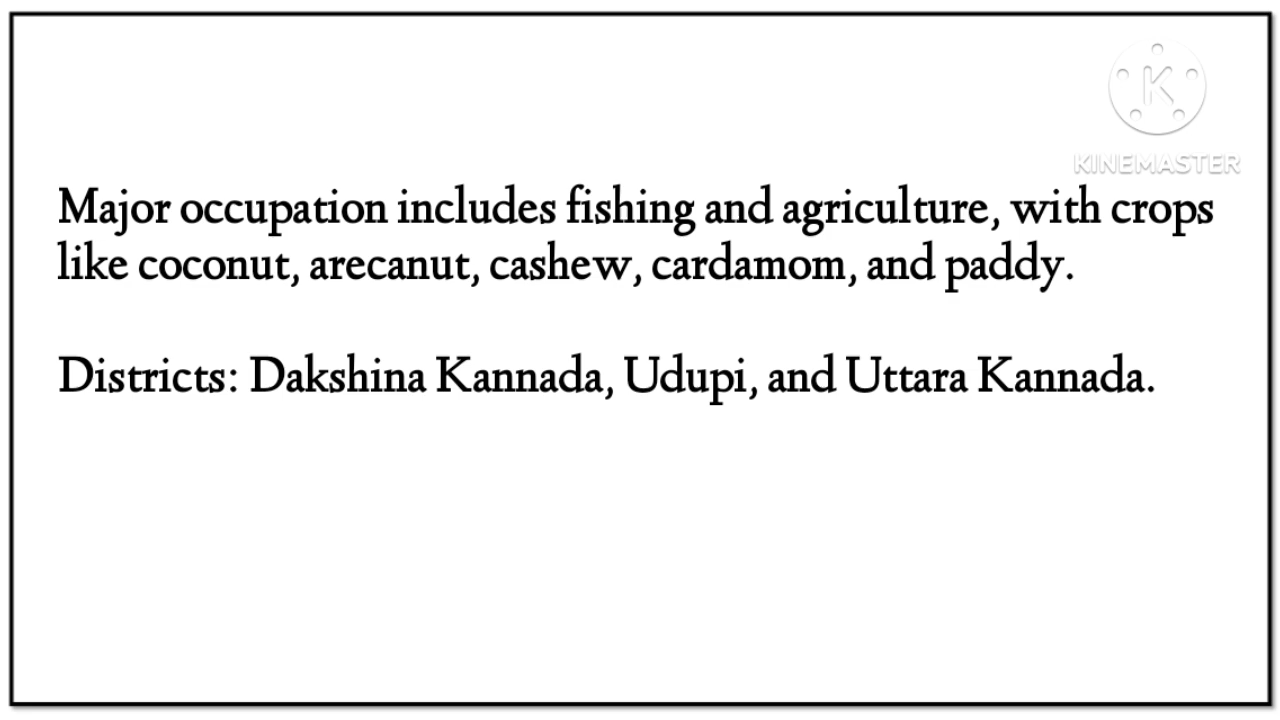 KINEMASTER
Major occupation includes fishing and agriculture, with crops
like coconut, arecanut, cashew, cardamom, and paddy.
Districts: Dakshina Kannada, Udupi, and Uttara Kannada.